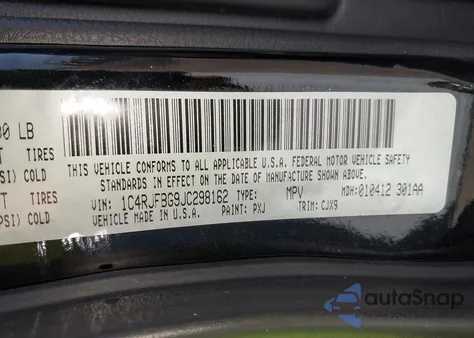 00 LB
TIRES
COLD
TIRES
PSI) COLD
THIS VEHICLE CONFORMS TO ALL APPLICABLE U.S.A. FEDERAL MOTOR VEHICLE SAFETY
STANDARDS IN EFFECT ON THE DATE OF MANUFACTURE SHOWN ABOVE.
VIN: 1C4RJFBG9JC298162 TYPE: MPV MDH: 010412 301AA
VEHICLE MADE IN U.S.A. PAINT: PXJ TRIM: CJX9
autoSnap